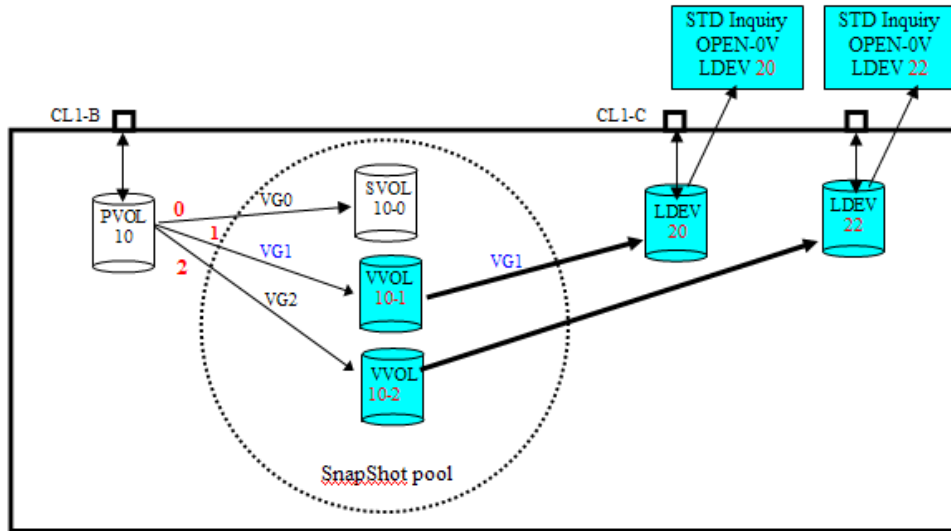 STD Inquiry
OPEN-0V
LDEV 20
STD Inquiry
OPEN-0V
LDEV 22
CL1-B
CL1-C
PVOL
10
0
1
2
VG0
VG1
VG2
SVOL
10-0
VVOL
10-1
VVOL
10-2
VG1
LDEV
20
LDEV
22
SnapShot pool